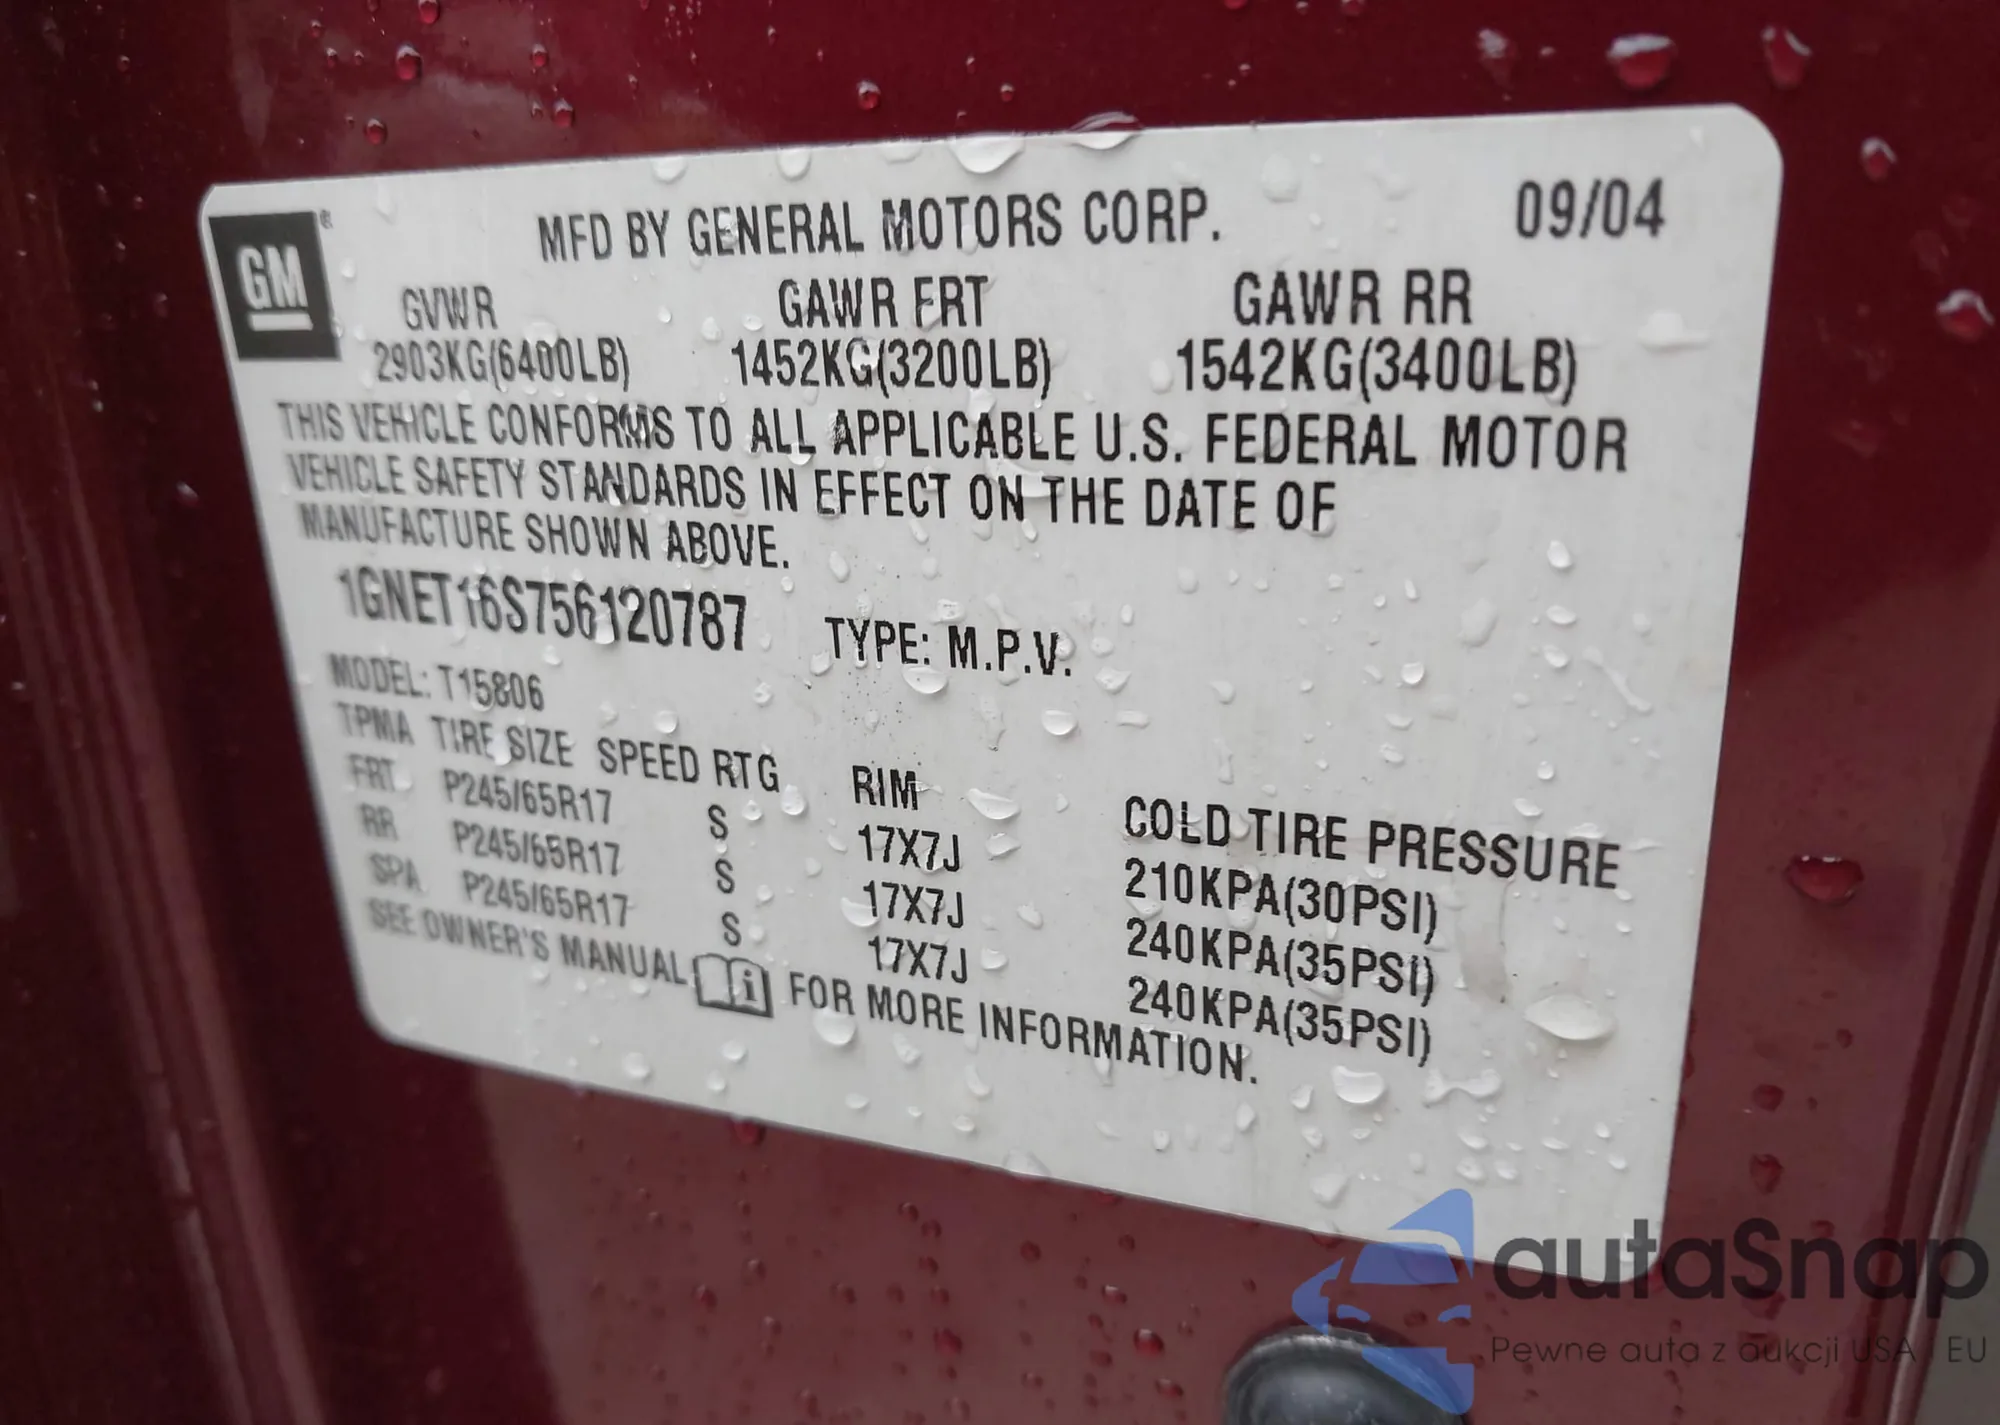 GM ®
MFD BY GENERAL MOTORS CORP. 09/04
GVWR GAWR FRT GAWR RR
2903KG(6400LB) 1452KG(3200LB) 1542KG(3400LB)
THIS VEHICLE CONFORMS TO ALL APPLICABLE U.S. FEDERAL MOTOR
VEHICLE SAFETY STANDARDS IN EFFECT ON THE DATE OF
MANUFACTURE SHOWN ABOVE.
1GNET16S756120787 TYPE: M.P.V.
MODEL: T15806
TPMA TIRE SIZE SPEED RTG RIM COLD TIRE PRESSURE
FRT P245/65R17 S 17X7J 210KPA(30PSI)
RR P245/65R17 S 17X7J 240KPA(35PSI)
SPA P245/65R17 S 17X7J 240KPA(35PSI)
SEE OWNER'S MANUAL i FOR MORE INFORMATION.
autaSnap
Pewne auta z aukcji USA i EU